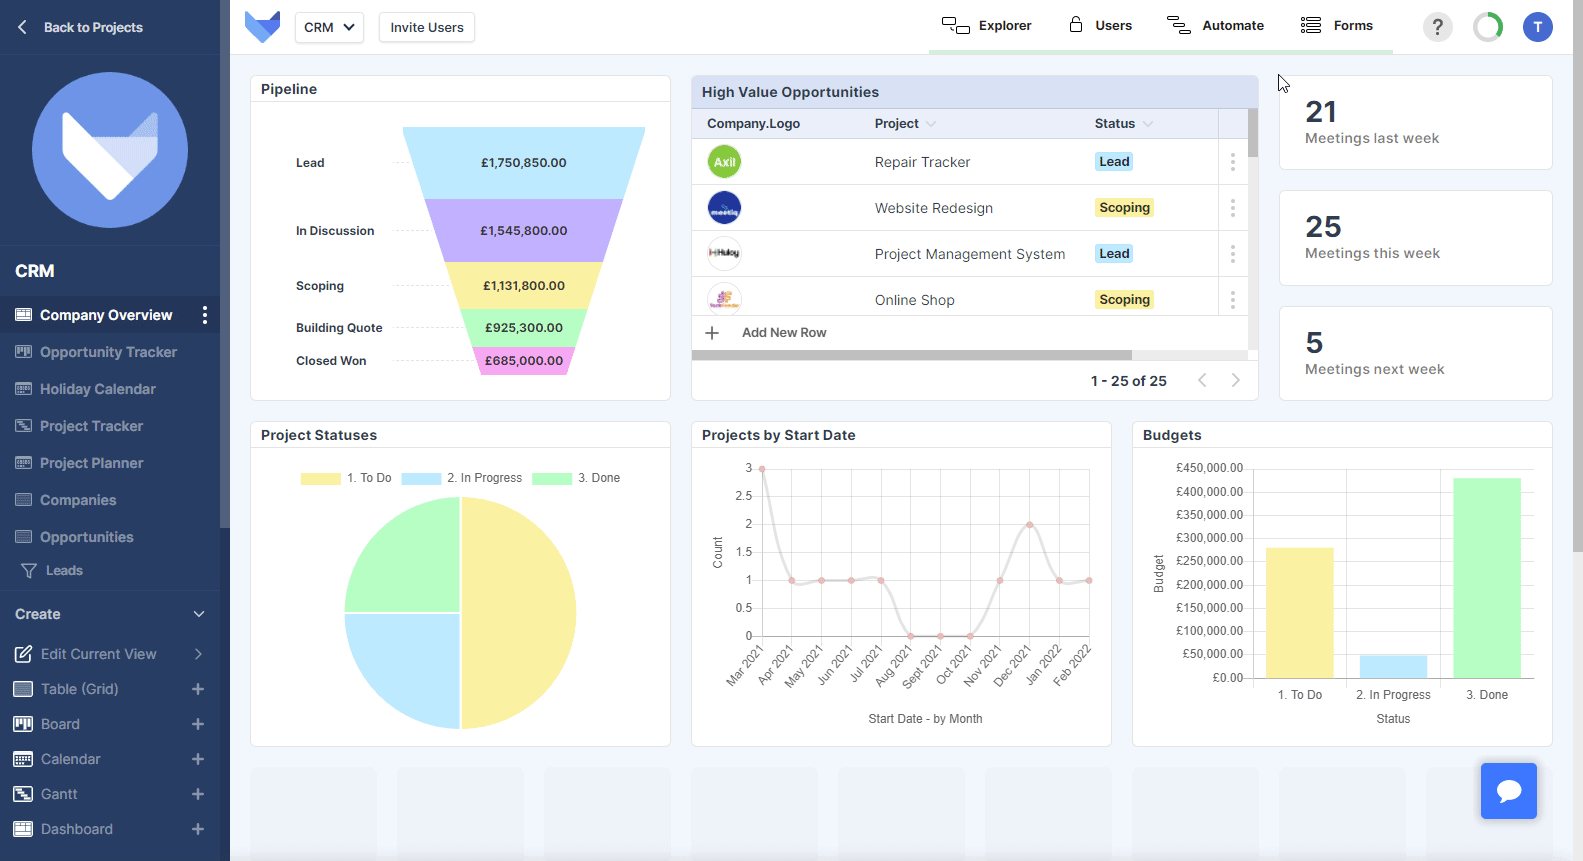 Back to Projects
CRM
Company Overview
Opportunity Tracker
Holiday Calendar
Project Tracker
Project Planner
Companies
Opportunities
Leads
Create
Edit Current View
Table (Grid)
Board
Calendar
Gantt
Dashboard
CRM
Invite Users
Explorer
Users
Automate
Forms
?
T
Pipeline
Lead £1,750,850.00
In Discussion £1,545,800.00
Scoping £1,131,800.00
Building Quote £925,300.00
Closed Won £685,000.00
High Value Opportunities
Company.Logo Project Status
Axil Repair Tracker Lead
meetiq Website Redesign Scoping
Huloy Project Management System Lead
Online Shop Scoping
Add New Row
1 - 25 of 25
21
Meetings last week
25
Meetings this week
5
Meetings next week
Project Statuses
1. To Do 2. In Progress 3. Done
Projects by Start Date
Count
3
2.5
2
1.5
1
0.5
0
Mar 2021 Apr 2021 May 2021 Jun 2021 Jul 2021 Aug 2021 Sept 2021 Oct 2021 Nov 2021 Dec 2021 Jan 2022 Feb 2022
Start Date - by Month
Budgets
Budget
£450,000.00
£400,000.00
£350,000.00
£300,000.00
£250,000.00
£200,000.00
£150,000.00
£100,000.00
£50,000.00
£0.00
1. To Do 2. In Progress 3. Done
Status